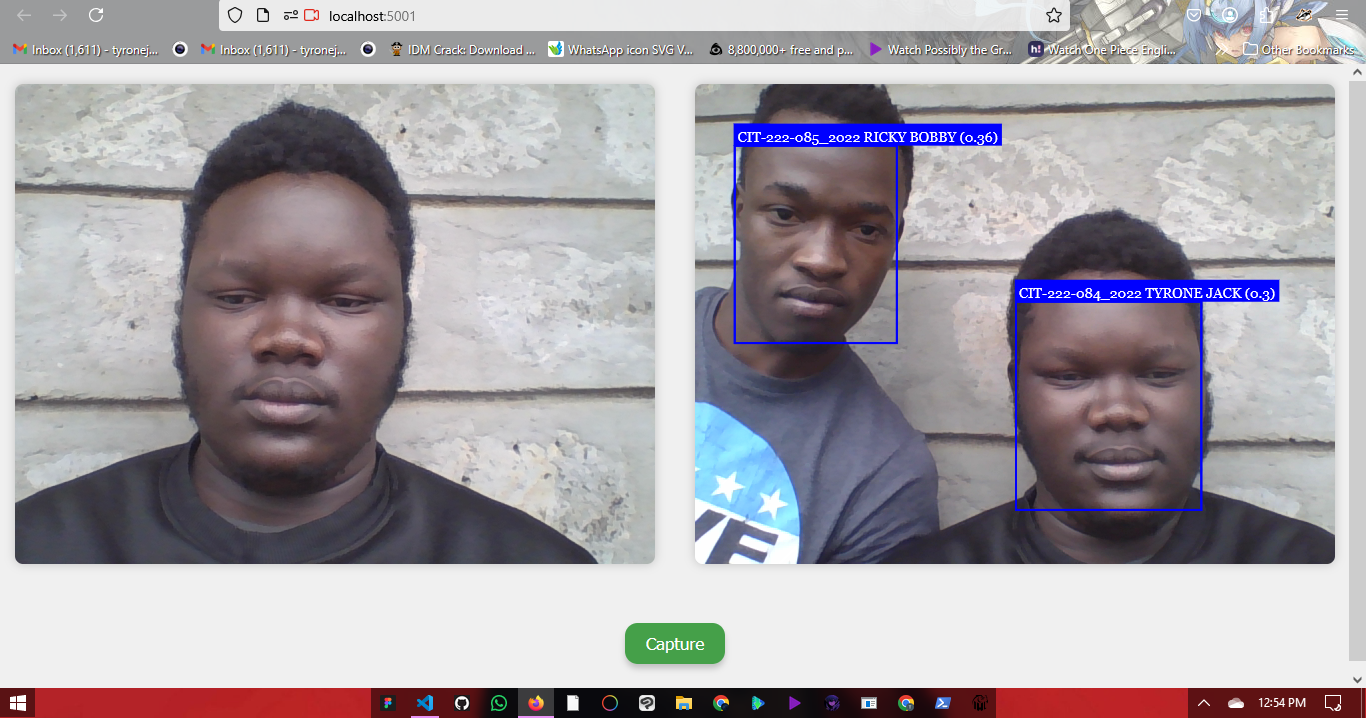 localhost:5001
Inbox (1,611) - tyronej...
Inbox (1,611) - tyronej...
IDM Crack: Download ...
WhatsApp icon SVG V...
8,800,000+ free and p...
Watch Possibly the Gr...
h!
Watch One Piece Engli...
Other Bookmarks
CIT-222-085_2022 RICKY BOBBY (0.36)
CIT-222-084_2022 TYRONE JACK (0.3)
Capture
12:54 PM